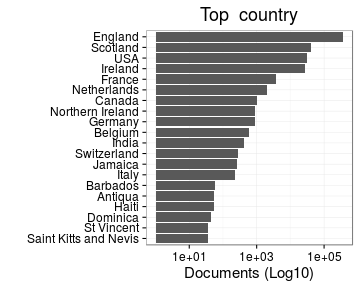 Top country
England
Scotland
USA
Ireland
France
Netherlands
Canada
Northern Ireland
Germany
Belgium
India
Switzerland
Jamaica
Italy
Barbados
Antigua
Haiti
Dominica
St Vincent
Saint Kitts and Nevis
1e+01 1e+03 1e+05
Documents (Log10)